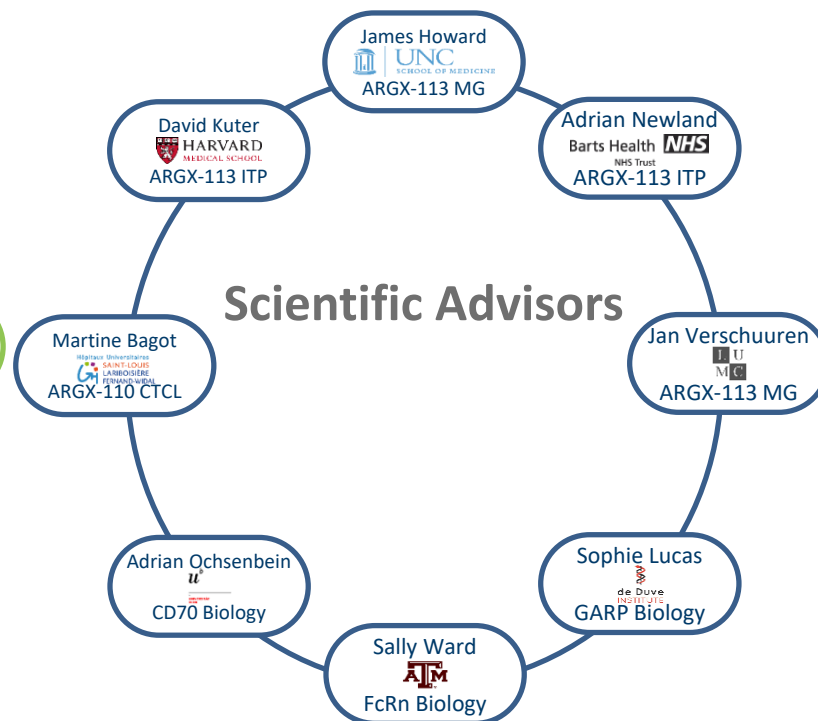 James Howard
UNC
SCHOOL OF MEDICINE
ARGX-113 MG
David Kuter
HARVARD
MEDICAL SCHOOL
ARGX-113 ITP
Adrian Newland
Barts Health NHS
NHS Trust
ARGX-113 ITP
Scientific Advisors
Martine Bagot
Hôpitaux Universitaires
SAINT-LOUIS
LARIBOISIÈRE
FERNAND-WIDAL
ARGX-110 CTCL
Jan Verschuuren
L U
M C
ARGX-113 MG
Adrian Ochsenbein
u
b
CD70 Biology
Sophie Lucas
de Duve
INSTITUTE
GARP Biology
Sally Ward
ATM
FcRn Biology